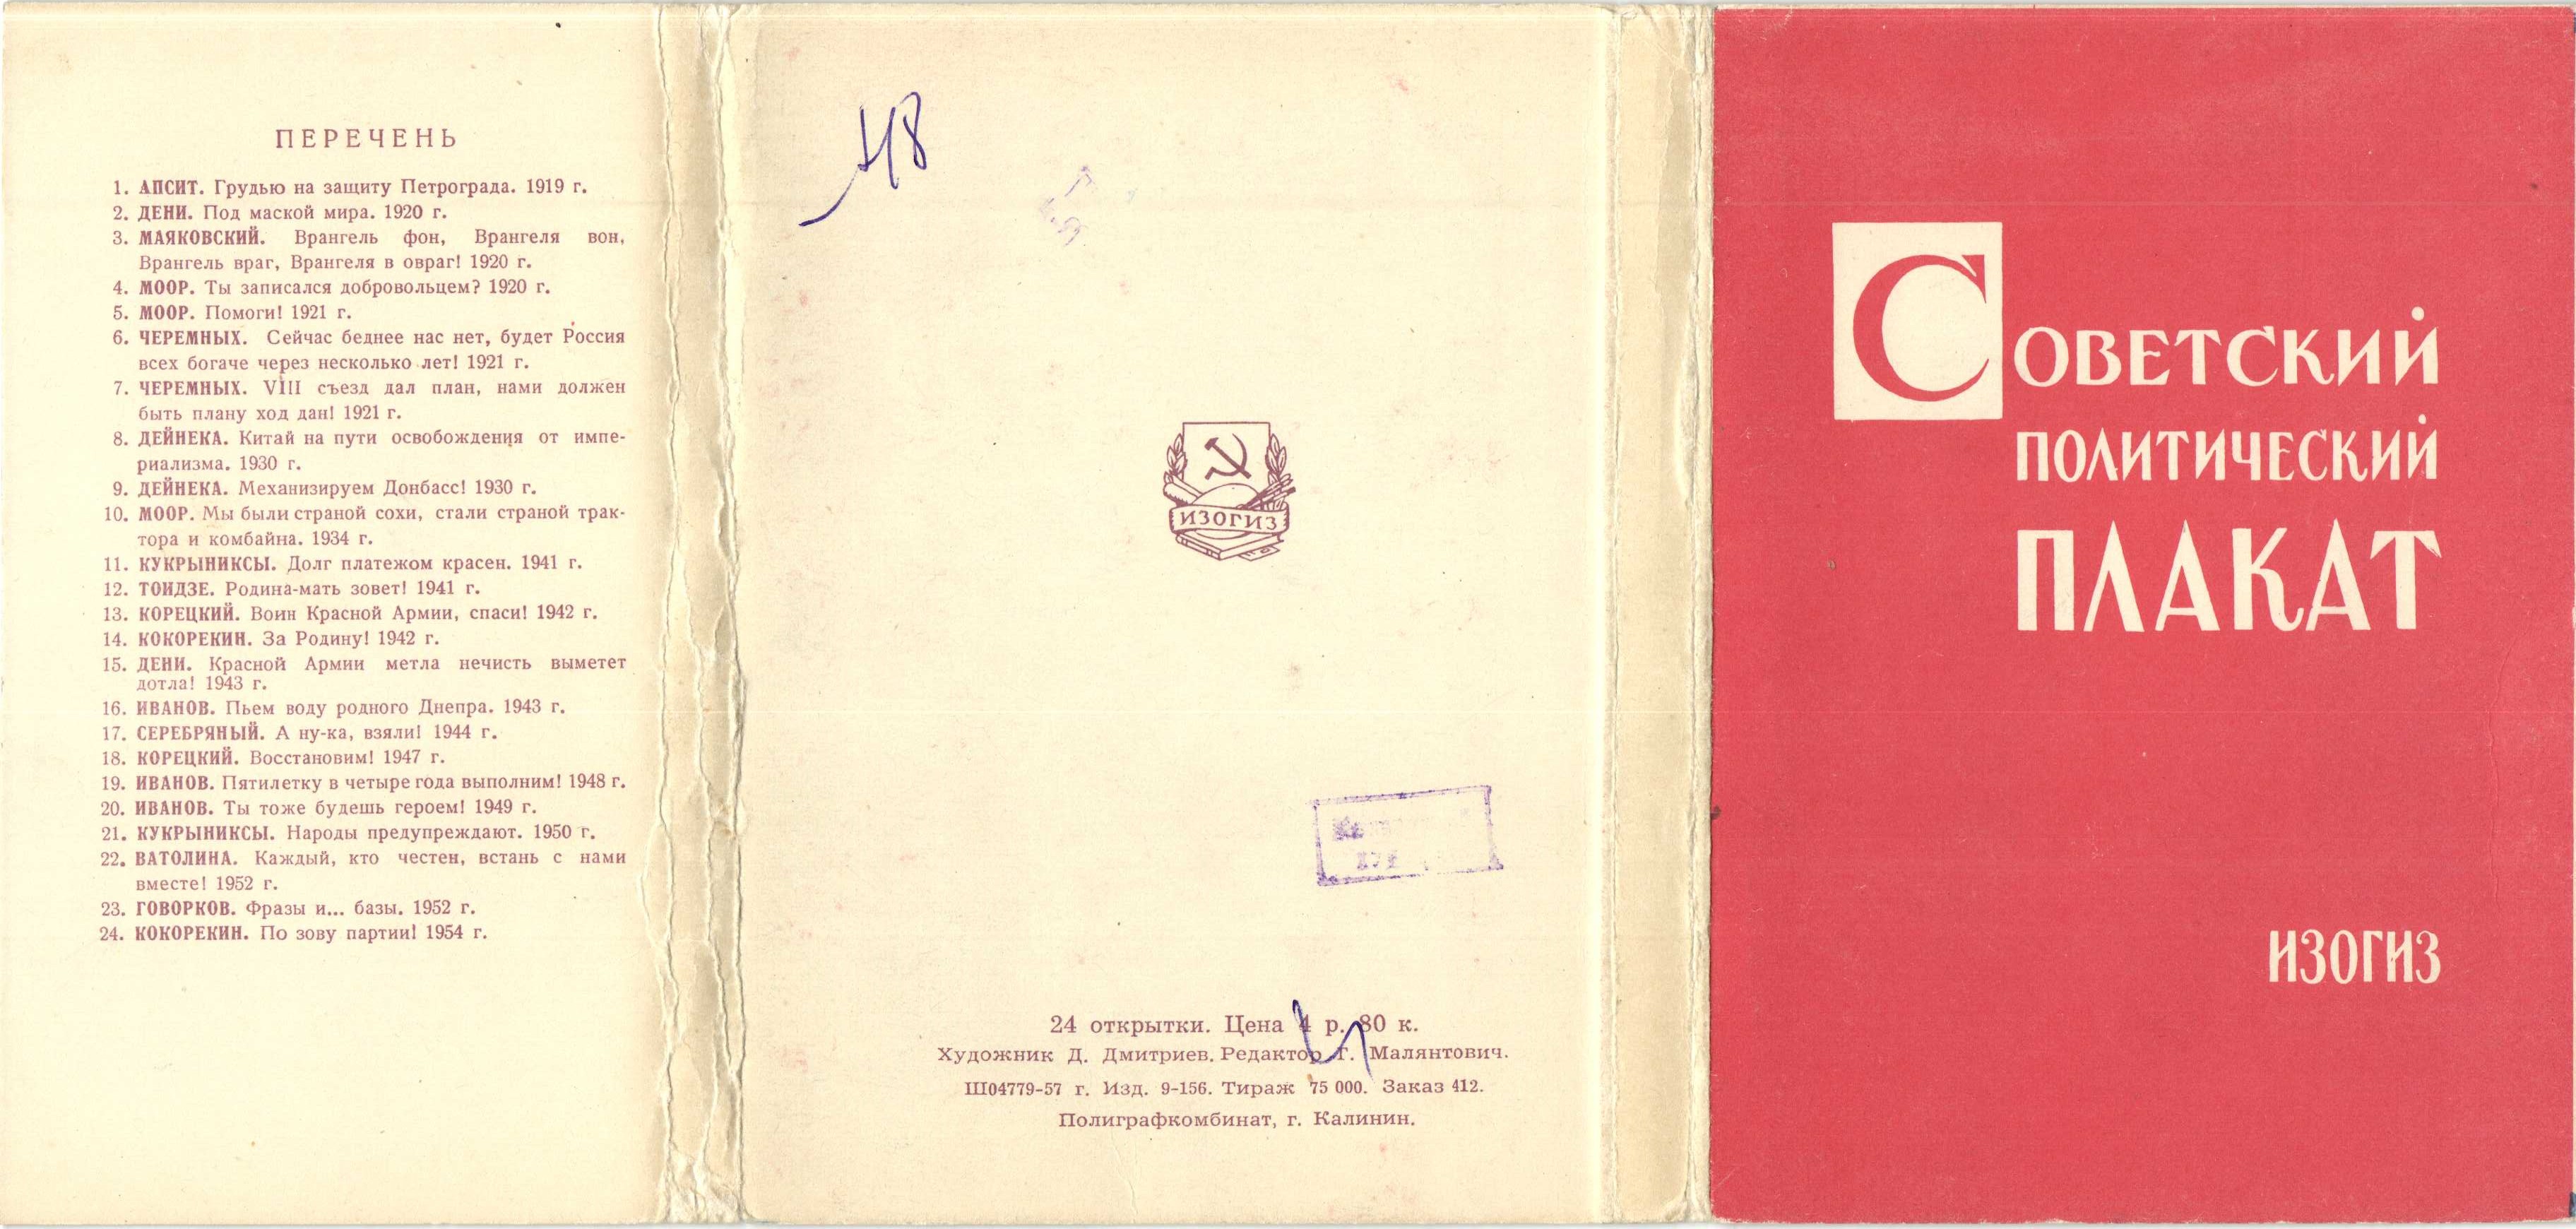 ПЕРЕЧЕНЬ
1. АПСИТ. Грудью на защиту Петрограда. 1919 г.
2. ДЕНИ. Под маской мира. 1920 г.
3. МАЯКОВСКИЙ. Врангель фон, Врангеля вон,
Врангель враг, Врангеля в овраг! 1920 г.
4. МООР. Ты записался добровольцем? 1920 г.
5. МООР. Помоги! 1921 г.
6. ЧЕРЕМНЫХ. Сейчас беднее нас нет, будет Россия
всех богаче через несколько лет! 1921 г.
7. ЧЕРЕМНЫХ. VIII съезд дал план, нами должен
быть плану ход дан! 1921 г.
8. ДЕЙНЕКА. Китай на пути освобождения от импе-
риализма. 1930 г.
9. ДЕЙНЕКА. Механизируем Донбасс! 1930 г.
10. МООР. Мы были страной сохи, стали страной трак-
тора и комбайна. 1934 г.
11. КУКРЫНИКСЫ. Долг платежом красен. 1941 г.
12. ТОИДЗЕ. Родина-мать зовет! 1941 г.
13. КОРЕЦКИЙ. Воин Красной Армии, спаси! 1942 г.
14. КОКОРЕКИН. За Родину! 1942 г.
15. ДЕНИ. Красной Армии метла нечисть выметет
дотла! 1943 г.
16. ИВАНОВ. Пьем воду родного Днепра. 1943 г.
17. СЕРЕБРЯНЫЙ. А ну-ка, взяли! 1944 г.
18. КОРЕЦКИЙ. Восстановим! 1947 г.
19. ИВАНОВ. Пятилетку в четыре года выполним! 1948 г.
20. ИВАНОВ. Ты тоже будешь героем! 1949 г.
21. КУКРЫНИКСЫ. Народы предупреждают. 1950 г.
22. ВАТОЛИНА. Каждый, кто честен, встань с нами
вместе! 1952 г.
23. ГОВОРКОВ. Фразы и... базы. 1952 г.
24. КОКОРЕКИН. По зову партии! 1954 г.
ИЗОГИЗ
24 открытки. Цена 4 р. 80 к.
Художник Д. Дмитриев. Редактор Г. Малянтович.
Ш04779-57 г. Изд. 9-156. Тираж 75 000. Заказ 412.
Полиграфкомбинат, г. Калинин.
СОВЕТСКИЙ
ПОЛИТИЧЕСКИЙ
ПЛАКАТ
ИЗОГИЗ